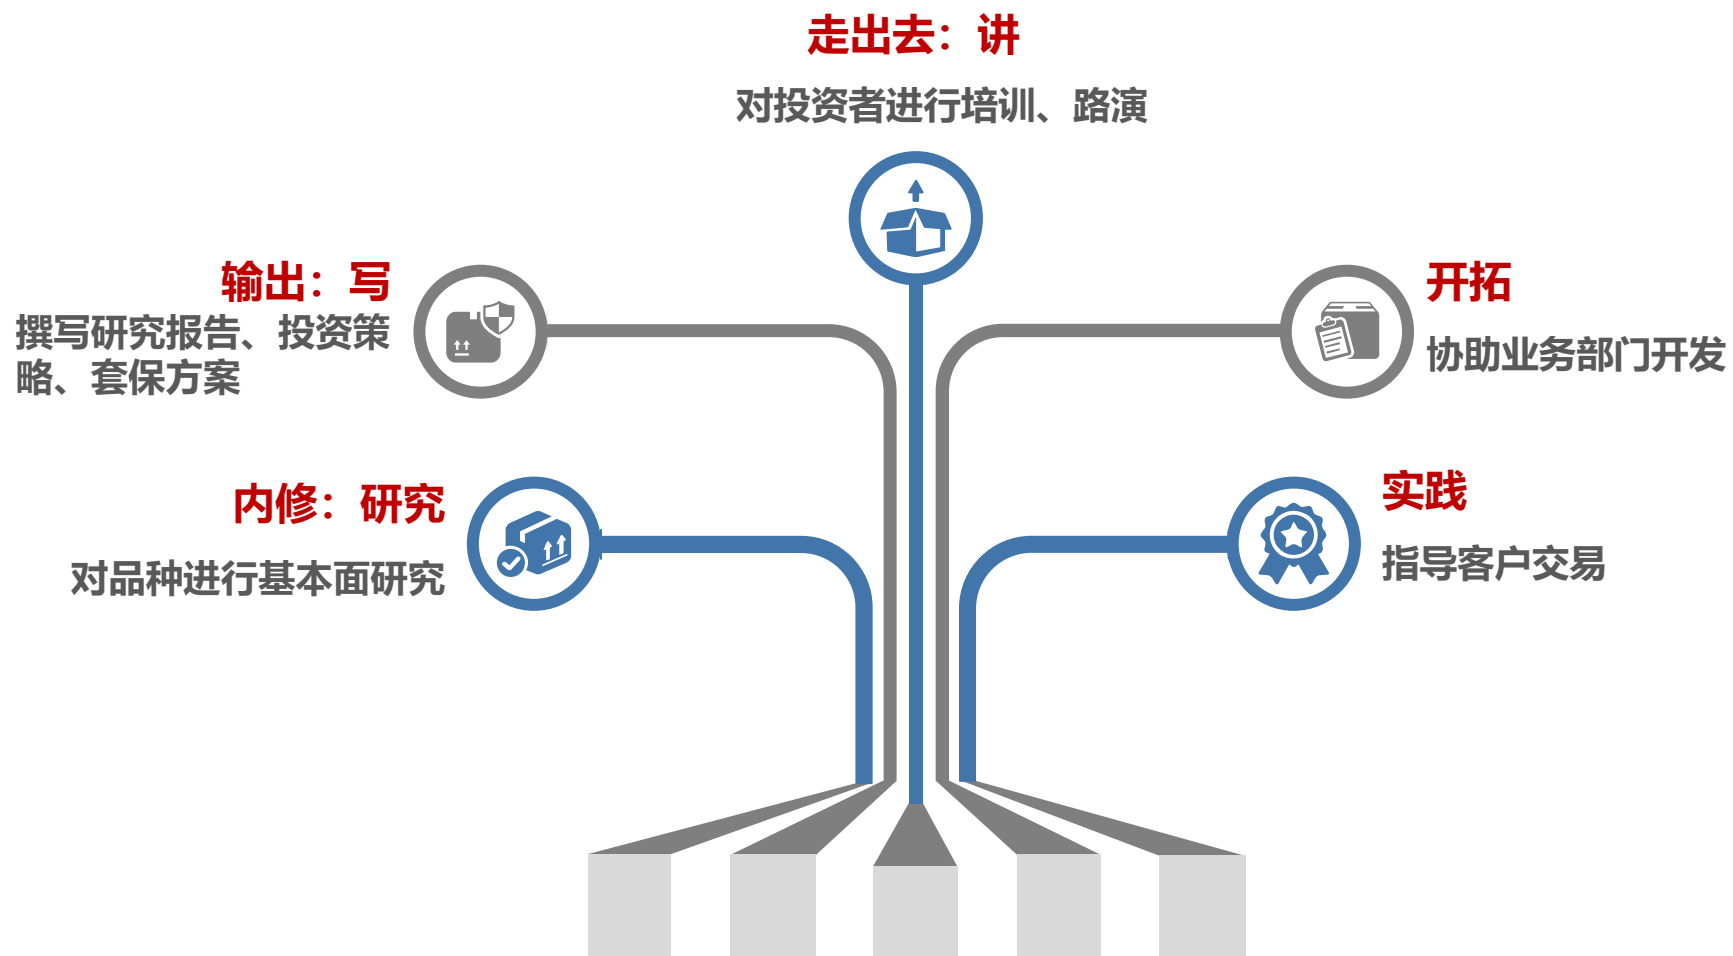 走出去：讲
对投资者进行培训、路演
输出：写
撰写研究报告、投资策
略、套保方案
开拓
协助业务部门开发
内修：研究
对品种进行基本面研究
实践
指导客户交易